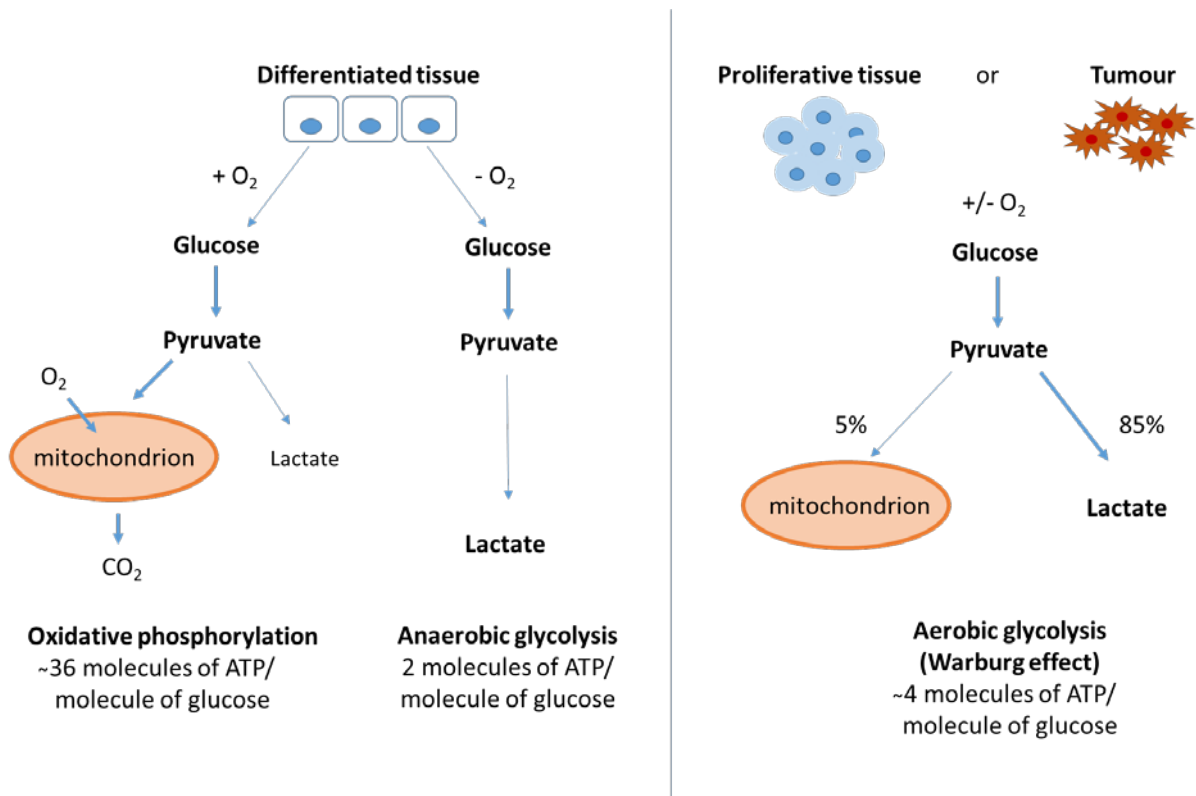 Differentiated tissue
+ O₂
- O₂
Glucose
Glucose
Pyruvate
Pyruvate
O₂
mitochondrion
Lactate
Lactate
CO₂
Oxidative phosphorylation
~36 molecules of ATP/
molecule of glucose
Anaerobic glycolysis
2 molecules of ATP/
molecule of glucose
Proliferative tissue
or
Tumour
+/- O₂
Glucose
Pyruvate
5%
85%
mitochondrion
Lactate
Aerobic glycolysis
(Warburg effect)
~4 molecules of ATP/
molecule of glucose